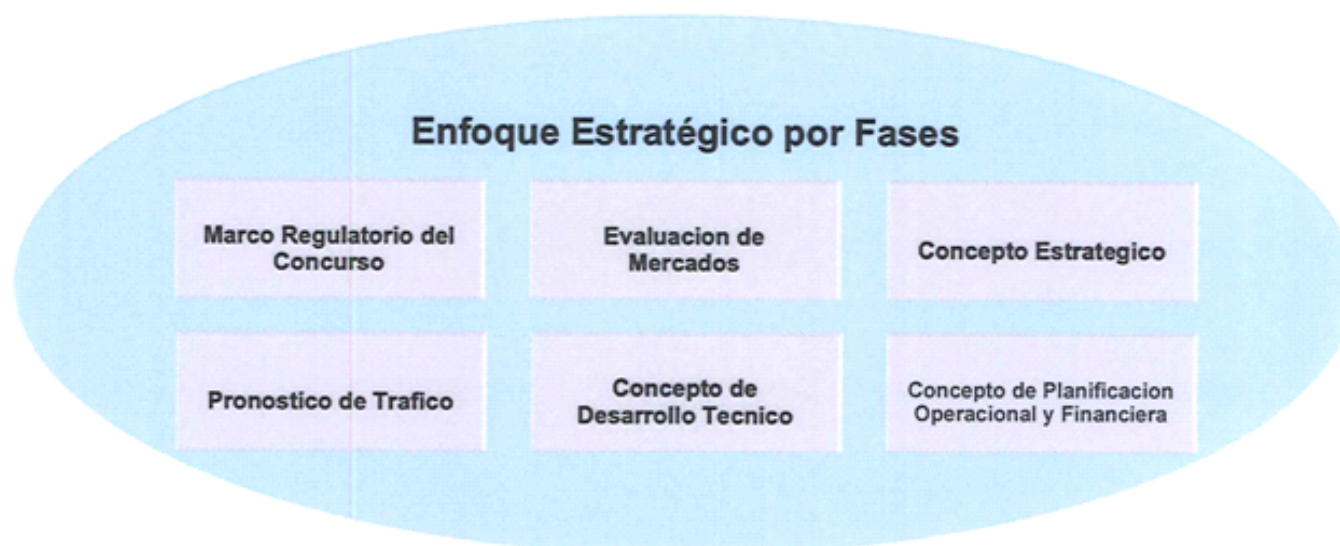 Enfoque Estratégico por Fases
Marco Regulatorio del
Concurso
Evaluacion de
Mercados
Concepto Estrategico
Pronostico de Trafico
Concepto de
Desarrollo Tecnico
Concepto de Planificacion
Operacional y Financiera